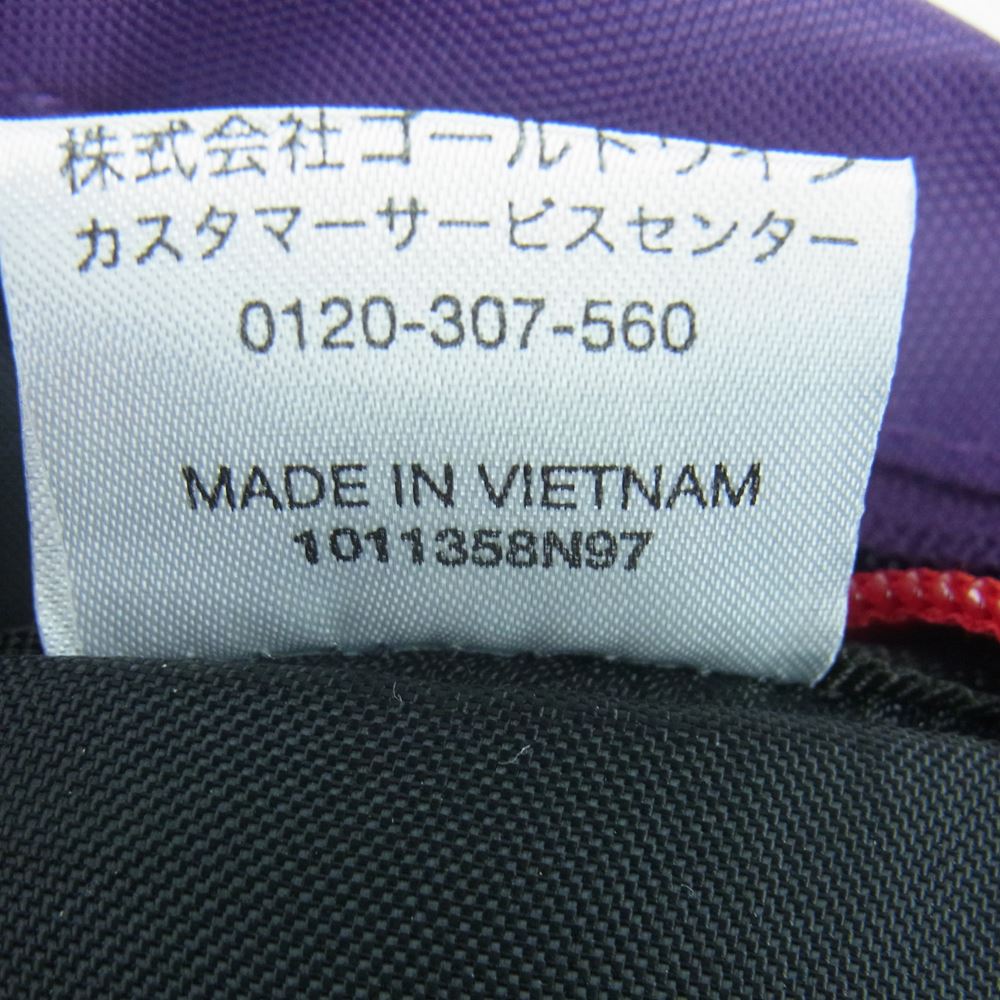 株式会社ゴールドウイン
カスタマーサービスセンター
0120-307-560
MADE IN VIETNAM
1011358N97